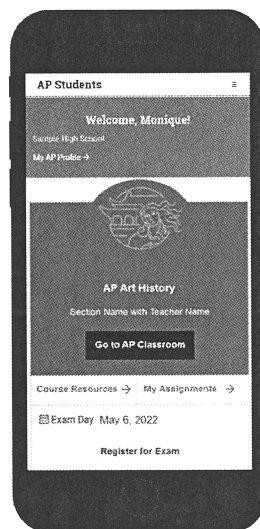 AP Students
Welcome, Monique!
Sample High School
My AP Profile →
AP Art History
Section Name with Teacher Name
Go to AP Classroom
Course Resources → My Assignments →
Exam Day May 6, 2022
Register for Exam